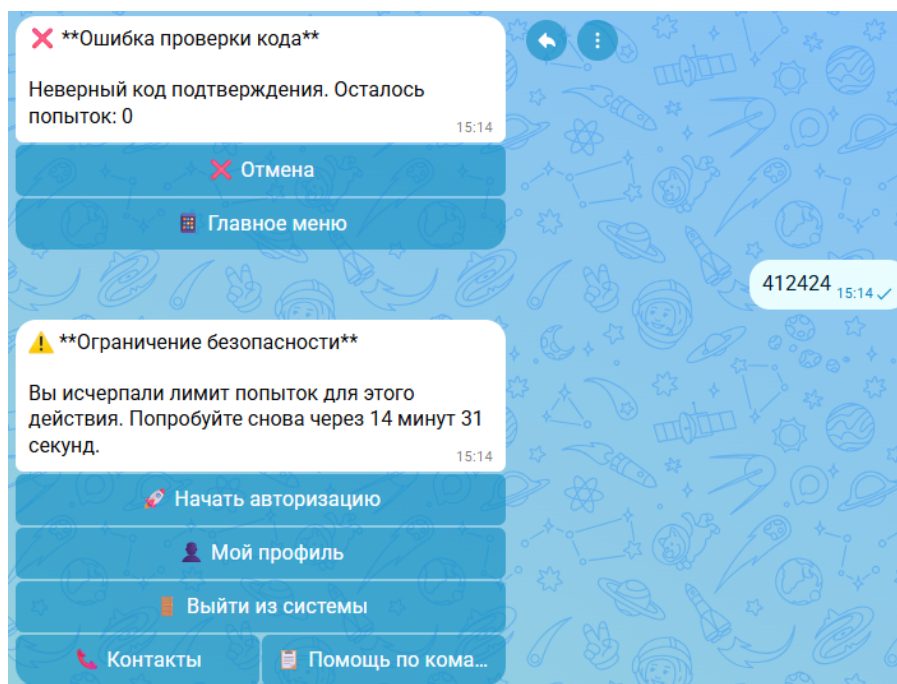 ❌ **Ошибка проверки кода**
Неверный код подтверждения. Осталось
попыток: 0
15:14
❌ Отмена
Главное меню
412424 15:14
⚠️ **Ограничение безопасности**
Вы исчерпали лимит попыток для этого
действия. Попробуйте снова через 14 минут 31
секунд.
15:14
🚀 Начать авторизацию
👤 Мой профиль
🚪 Выйти из системы
📞 Контакты
📋 Помощь по кома...